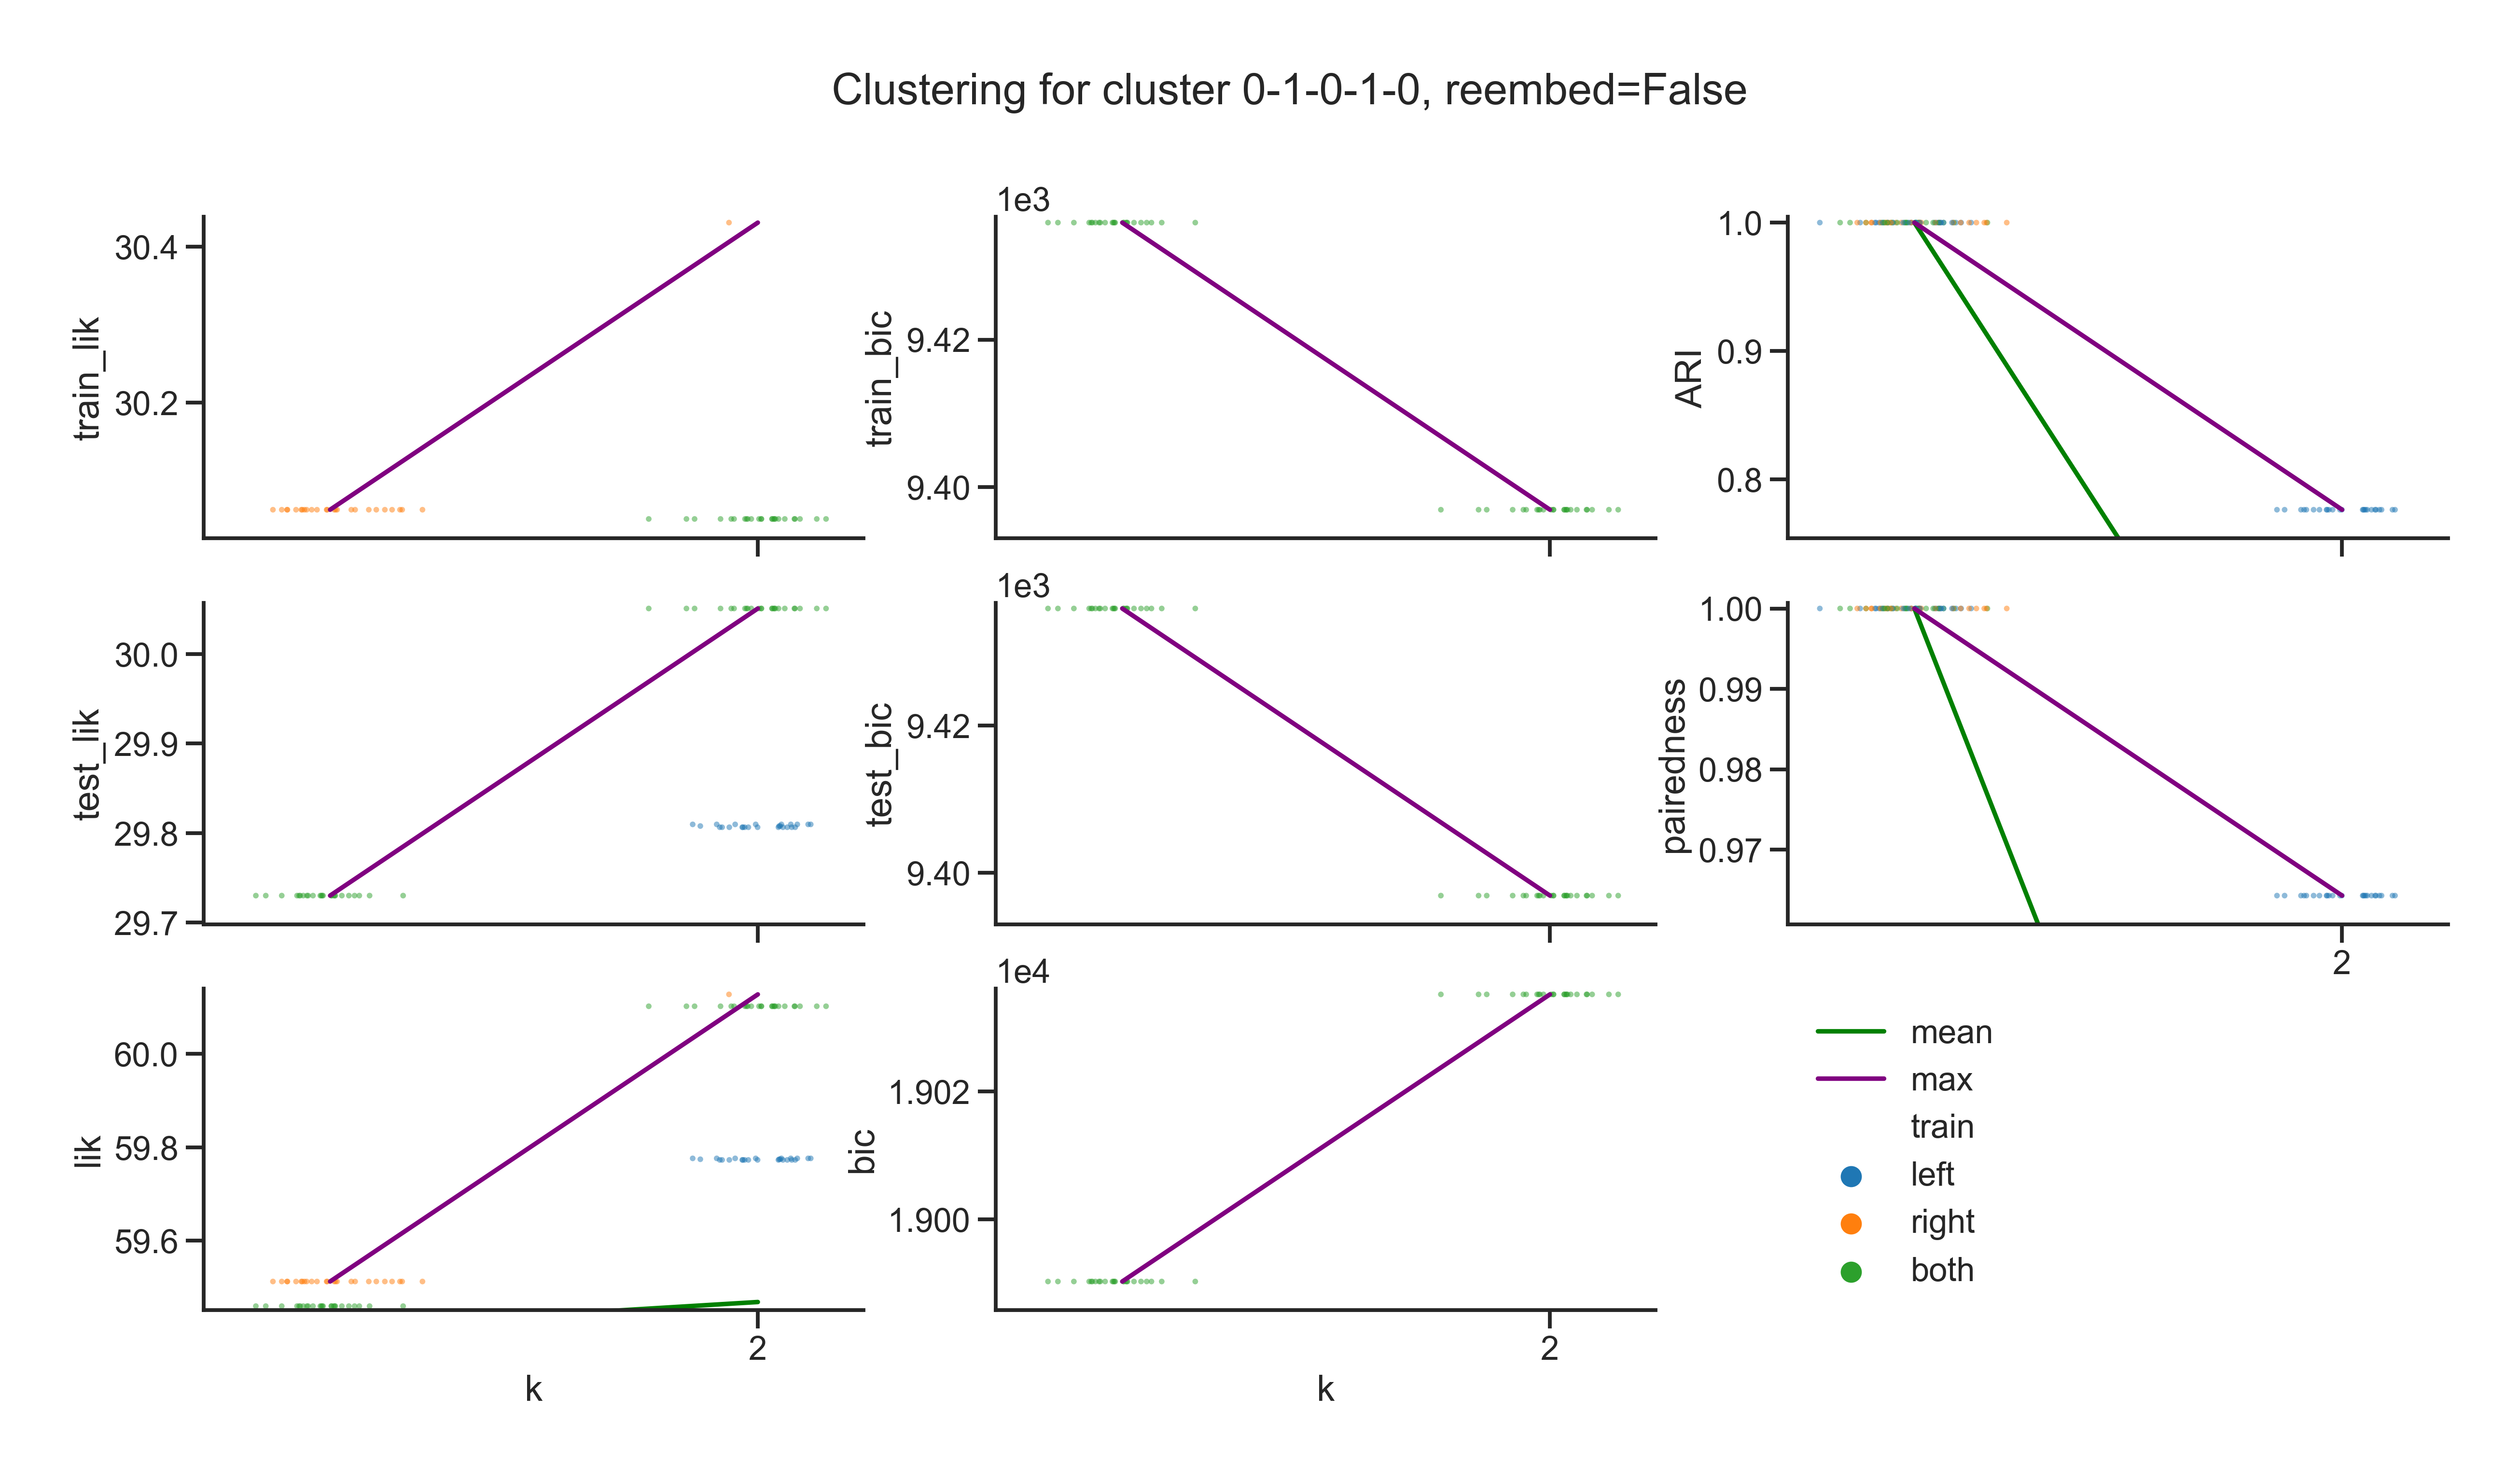 Clustering for cluster 0-1-0-1-0, reembed=False
train_lik
30.4
30.2
1e3
train_bic
9.42
9.40
ARI
1.0
0.9
0.8
test_lik
30.0
29.9
29.8
29.7
1e3
test_bic
9.42
9.40
pairedness
1.00
0.99
0.98
0.97
2
lik
60.0
59.8
59.6
2
k
1e4
bic
1.902
1.900
2
k
mean
max
train
left
right
both